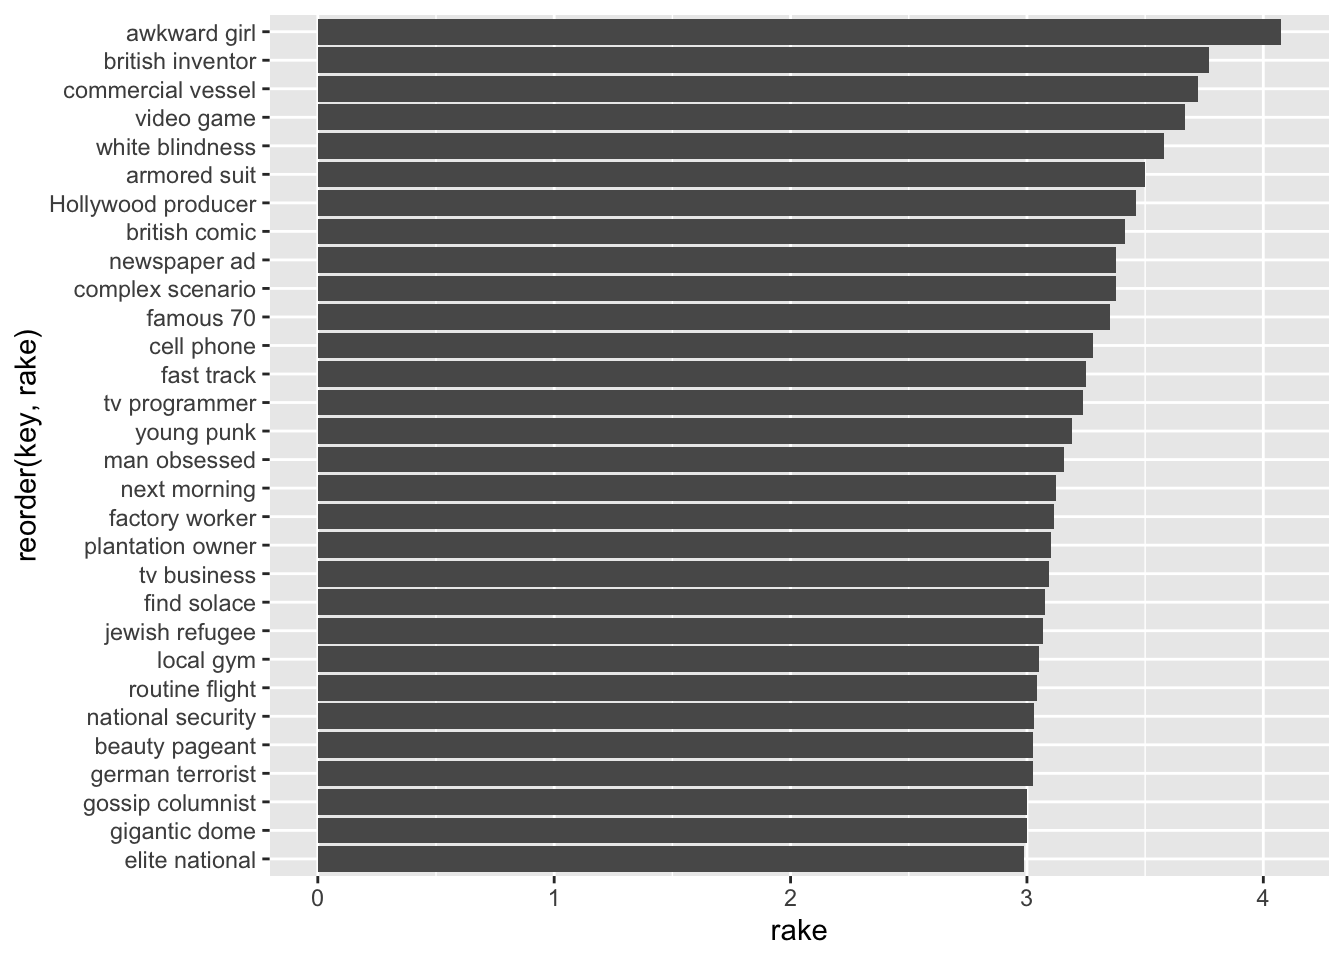 awkward girl
british inventor
commercial vessel
video game
white blindness
armored suit
Hollywood producer
british comic
newspaper ad
complex scenario
famous 70
cell phone
fast track
tv programmer
young punk
man obsessed
next morning
factory worker
plantation owner
tv business
find solace
jewish refugee
local gym
routine flight
national security
beauty pageant
german terrorist
gossip columnist
gigantic dome
elite national
reorder(key, rake)
0 1 2 3 4
rake